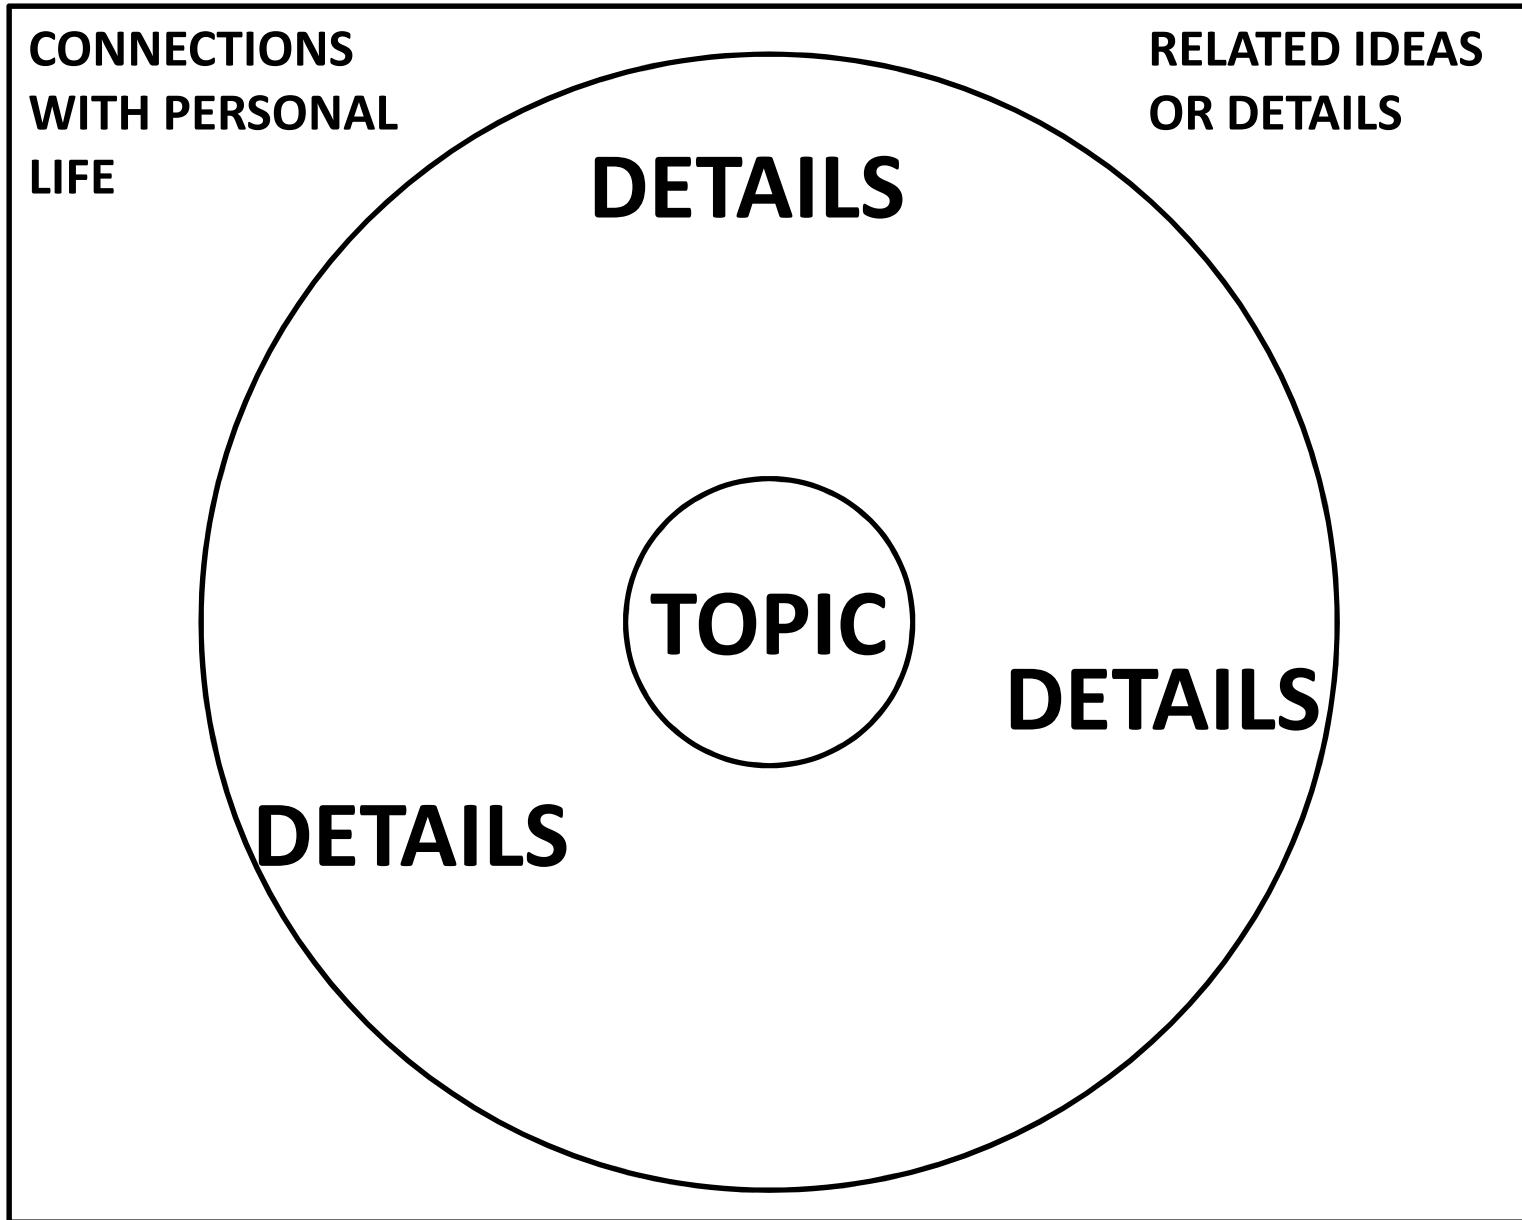 CONNECTIONS
WITH PERSONAL
LIFE
RELATED IDEAS
OR DETAILS
DETAILS
TOPIC
DETAILS
DETAILS